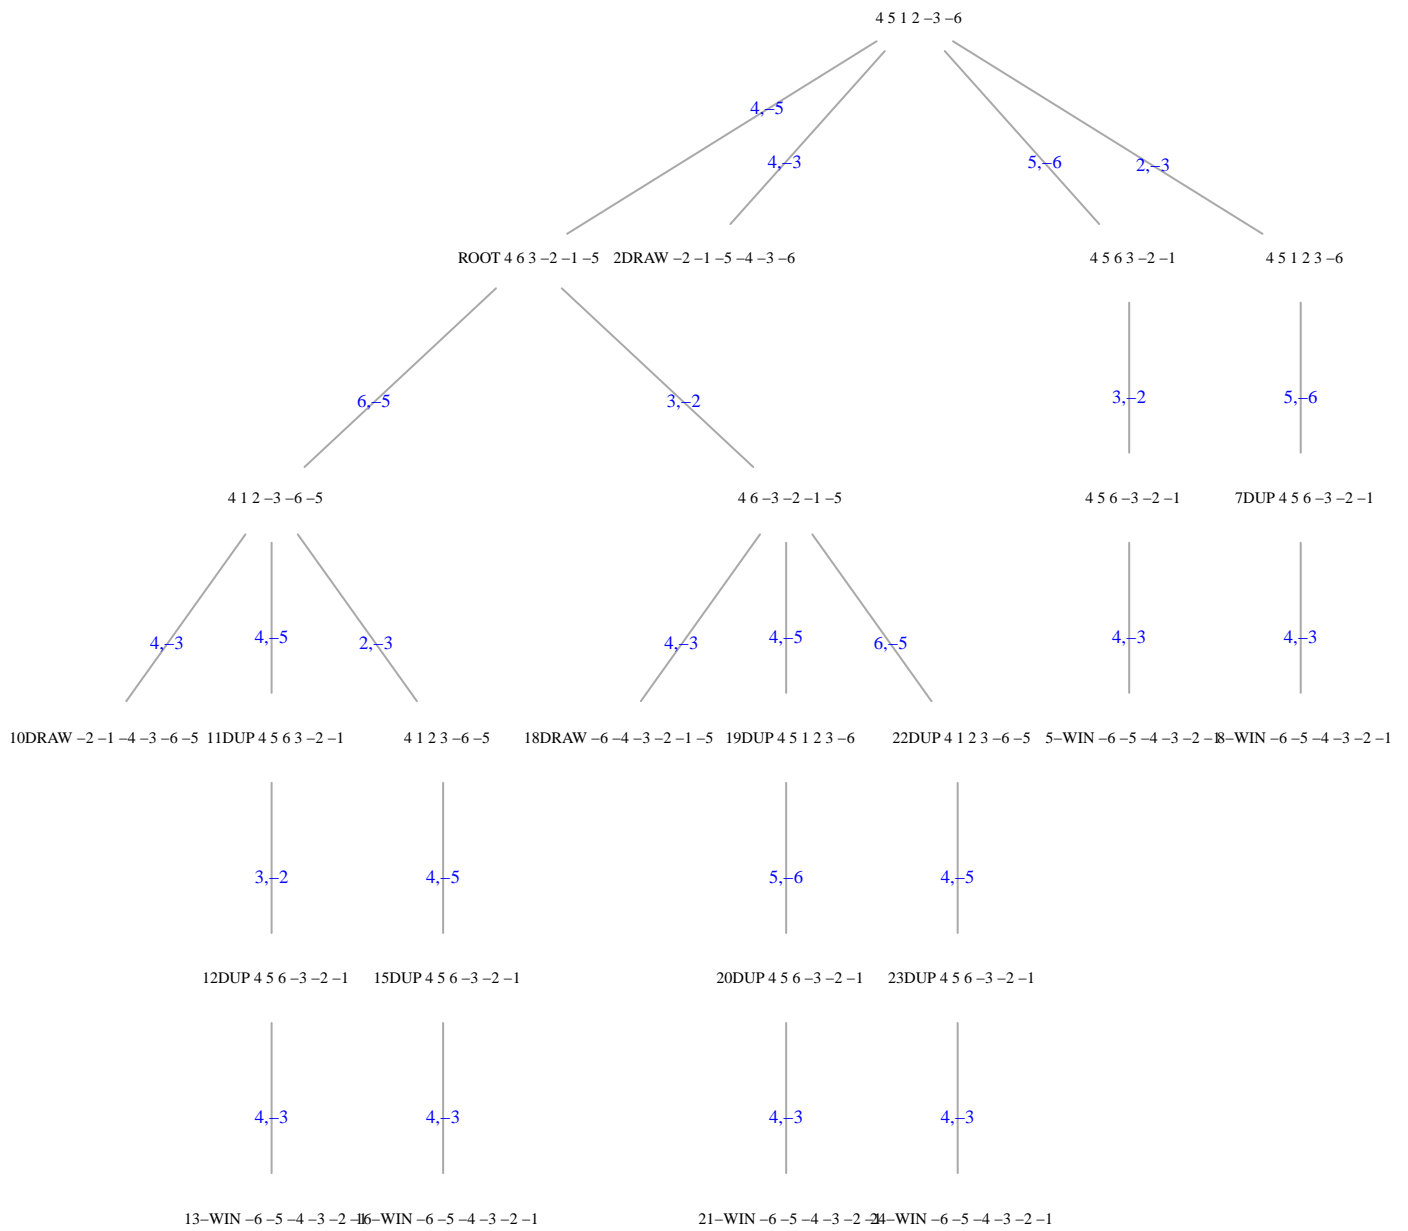 4 5 1 2 –3 –6
4,–5
4,–3
5,–6
2,–3
ROOT 4 6 3 –2 –1 –5
2DRAW –2 –1 –5 –4 –3 –6
4 5 6 3 –2 –1
4 5 1 2 3 –6
6,–5
3,–2
3,–2
5,–6
4 1 2 –3 –6 –5
4 6 –3 –2 –1 –5
4 5 6 –3 –2 –1
7DUP 4 5 6 –3 –2 –1
4,–3
4,–5
2,–3
4,–3
4,–5
6,–5
4,–3
4,–3
10DRAW –2 –1 –4 –3 –6 –5
11DUP 4 5 6 3 –2 –1
4 1 2 3 –6 –5
18DRAW –6 –4 –3 –2 –1 –5
19DUP 4 5 1 2 3 –6
22DUP 4 1 2 3 –6 –5
5–WIN –6 –5 –4 –3 –2 –1
8–WIN –6 –5 –4 –3 –2 –1
3,–2
4,–5
5,–6
4,–5
12DUP 4 5 6 –3 –2 –1
15DUP 4 5 6 –3 –2 –1
20DUP 4 5 6 –3 –2 –1
23DUP 4 5 6 –3 –2 –1
4,–3
4,–3
4,–3
4,–3
13–WIN –6 –5 –4 –3 –2 –1
16–WIN –6 –5 –4 –3 –2 –1
21–WIN –6 –5 –4 –3 –2 –1
24–WIN –6 –5 –4 –3 –2 –1